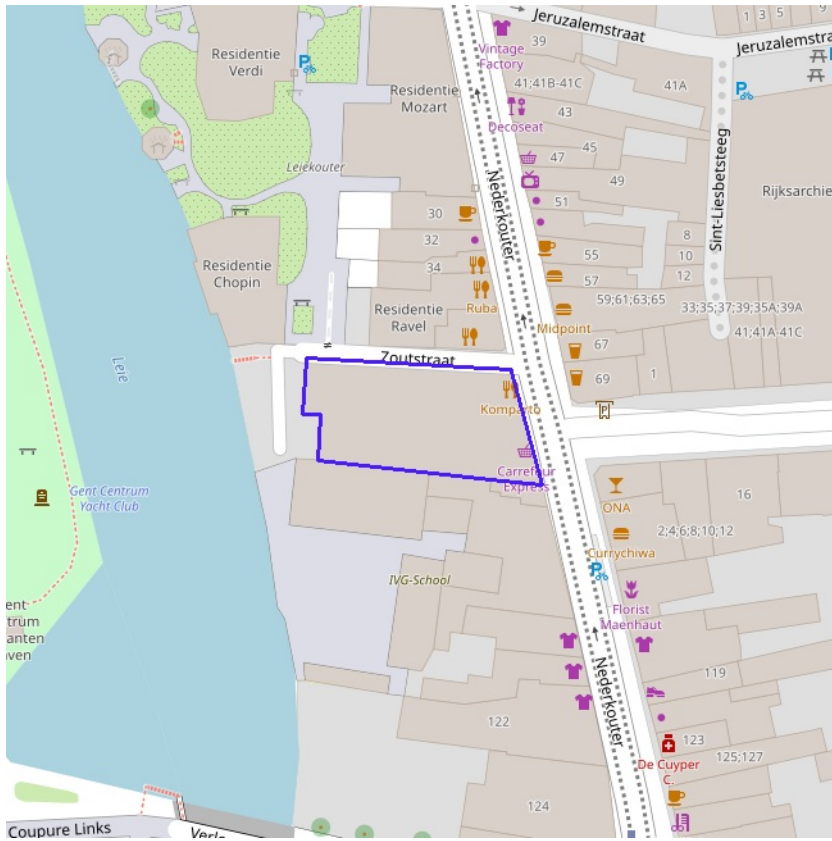 Jeruzalemstraat
1
3
5
9
Residentie
Verdi
Vintage
Factory
39
Jeruzalemstra
Residentie
Mozart
41;41B-41C
41A
43
Decoseat
45
47
49
Leiekouter
Nederkouter
51
Sint-Liesbetsteeg
Rijksarchie
30
32
34
8
10
12
55
57
Residentie
Chopin
Residentie
Ravel
Ruba
59;61;63;65
33;35;37;39;35A;39A
Midpoint
41;41A-41C
67
Leie
Zoutstraat
69
1
Komparto
P
Carrefour
Express
Gent Centrum
Yacht Club
ONA
16
2;4;6;8;10;12
Currychiwa
IVG-School
Florist
Maenhaut
ent
trum
anten
ven
Nederkouter
119
122
123
De Cuyper
C.
125;127
124
Coupure Links
Verlo